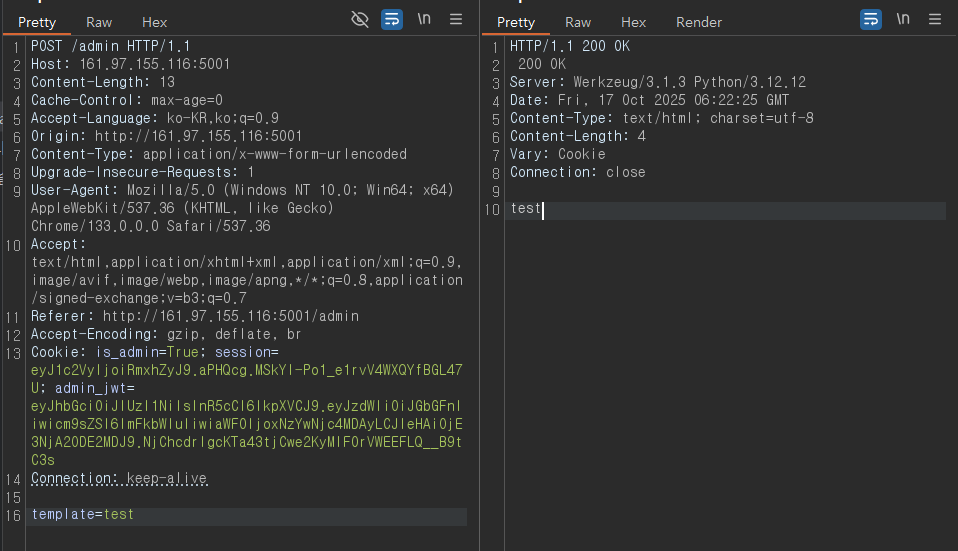 Pretty Raw Hex \n
1 POST /admin HTTP/1.1
2 Host: 161.97.155.116:5001
3 Content-Length: 13
4 Cache-Control: max-age=0
5 Accept-Language: ko-KR,ko;q=0.9
6 Origin: http://161.97.155.116:5001
7 Content-Type: application/x-www-form-urlencoded
8 Upgrade-Insecure-Requests: 1
9 User-Agent: Mozilla/5.0 (Windows NT 10.0; Win64; x64)
AppleWebKit/537.36 (KHTML, like Gecko)
Chrome/133.0.0.0 Safari/537.36
10 Accept:
text/html,application/xhtml+xml,application/xml;q=0.9,
image/avif,image/webp,image/apng,*/*;q=0.8,application
/signed-exchange;v=b3;q=0.7
11 Referer: http://161.97.155.116:5001/admin
12 Accept-Encoding: gzip, deflate, br
13 Cookie: is_admin=True; session=
U; admin_jwt=
C3s
14 Connection: keep-alive
15
16 template=test
Pretty Raw Hex Render \n
1 HTTP/1.1 200 OK
2 200 OK
3 Server: Werkzeug/3.1.3 Python/3.12.12
4 Date: Fri, 17 Oct 2025 06:22:25 GMT
5 Content-Type: text/html; charset=utf-8
6 Content-Length: 4
7 Vary: Cookie
8 Connection: close
9
10 test